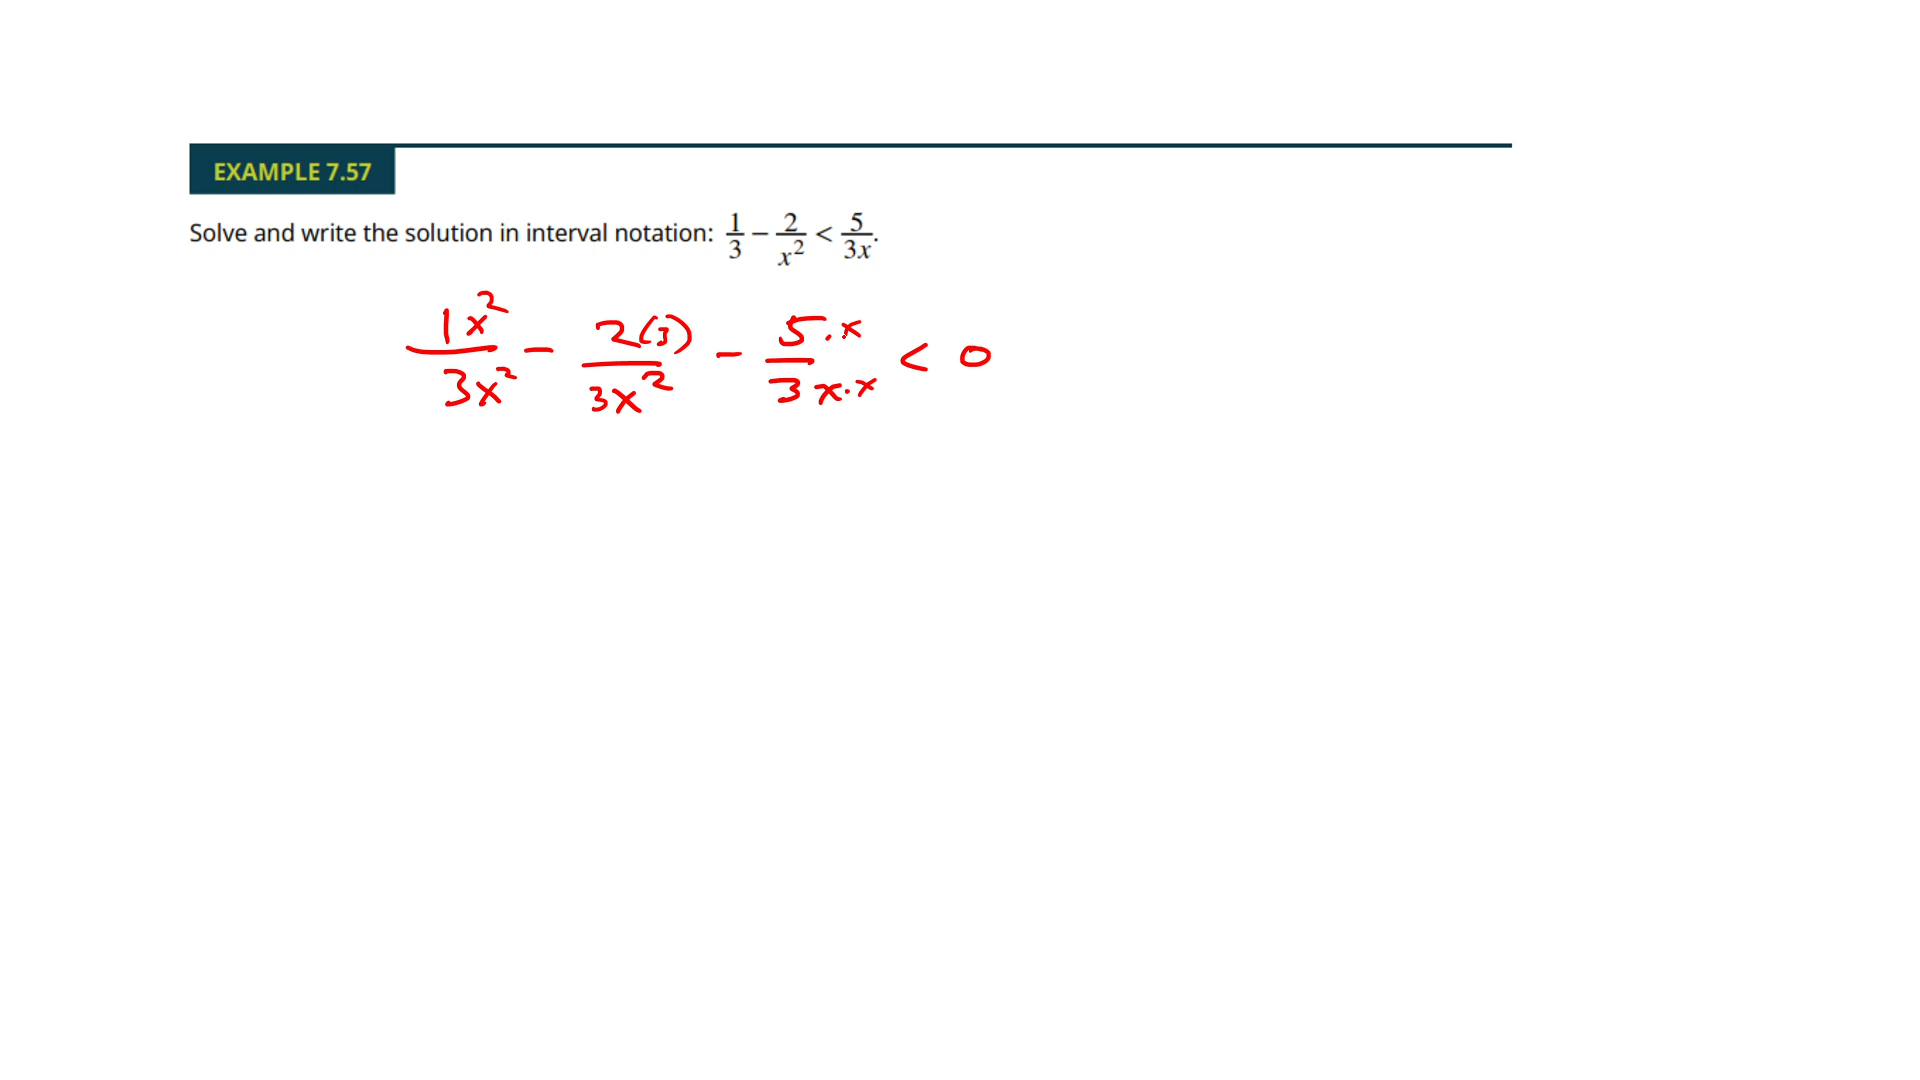 EXAMPLE 7.57
Solve and write the solution in interval notation: 1/3 − 2/x² < 5/3x.
1x²/3x² − 2(3)/3x² − 5·x/3x·x < 0